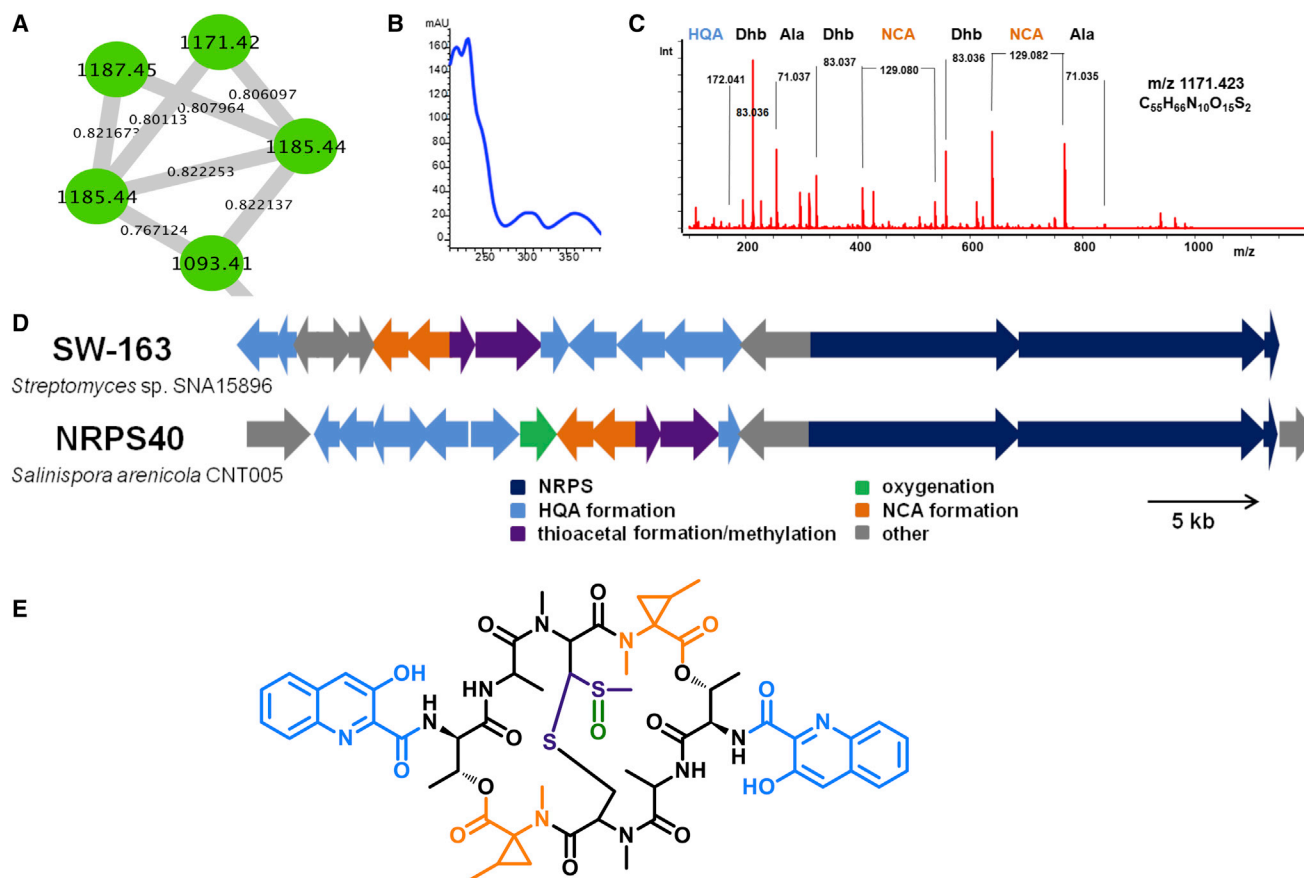 A
1171.42
1187.45
0.806097
0.807964
0.80113
0.821673
1185.44
0.822253
1185.44
0.822137
0.767124
1093.41
B
mAU
160
140
120
100
80
60
40
20
0
250
300
350
C
HQA Dhb Ala Dhb NCA Dhb NCA Ala
Int
172.041
83.036
71.037
83.037
129.080
83.036
129.082
71.035
m/z 1171.423
C₅₅H₆₆N₁₀O₁₅S₂
200 400 600 800 1000
m/z
D
SW-163
Streptomyces sp. SNA15896
NRPS40
Salinispora arenicola CNT005
NRPS
HQA formation
thioacetal formation/methylation
oxygenation
NCA formation
other
5 kb
E
O N O N O
OH O
H O S O
N HN O O N
N O O S O N NH
O O NH HO
O N O N O